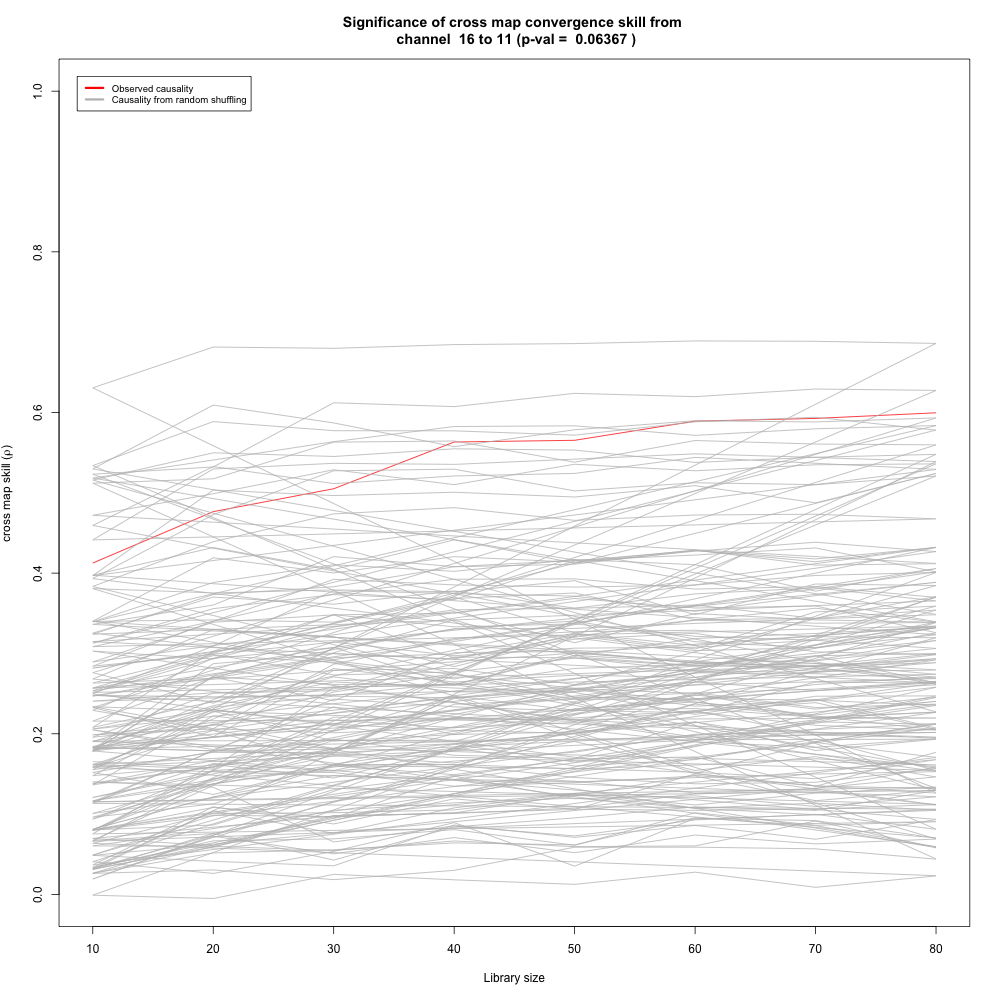 Significance of cross map convergence skill from
channel  16 to 11 (p-val =  0.06367 )
Observed causality
Causality from random shuffling
cross map skill (ρ)
1.0
0.8
0.6
0.4
0.2
0.0
10 20 30 40 50 60 70 80
Library size